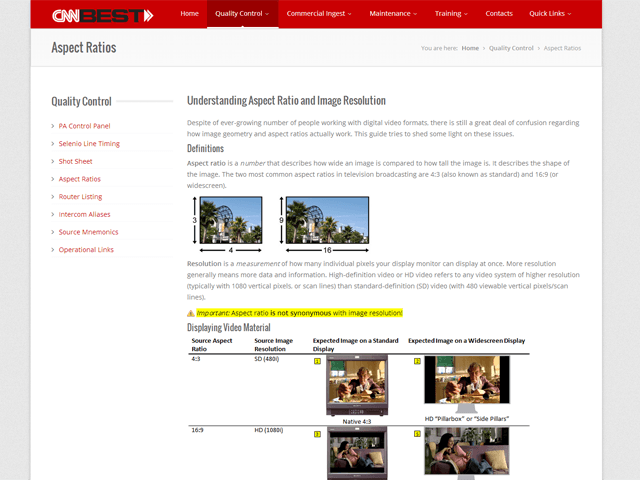 CNN BEST
Home
Quality Control
Commercial Ingest
Maintenance
Training
Contacts
Quick Links
Aspect Ratios
You are here: Home > Quality Control > Aspect Ratios
Quality Control
PA Control Panel
Selenio Line Timing
Shot Sheet
Aspect Ratios
Router Listing
Intercom Aliases
Source Mnemonics
Operational Links
Understanding Aspect Ratio and Image Resolution
Despite of ever-growing number of people working with digital video formats, there is still a great deal of confusion regarding
how image geometry and aspect ratios actually work. This guide tries to shed some light on these issues.
Definitions
Aspect ratio is a number that describes how wide an image is compared to how tall the image is. It describes the shape of
the image. The two most common aspect ratios in television broadcasting are 4:3 (also known as standard) and 16:9 (or
widescreen).
3
4
9
16
Resolution is a measurement of how many individual pixels your display monitor can display at once. More resolution
generally means more data and information. High-definition video or HD video refers to any video system of higher resolution
(typically with 1080 vertical pixels, or scan lines) than standard-definition (SD) video (with 480 viewable vertical pixels/scan
lines).
Important: Aspect ratio is not synonymous with image resolution!
Displaying Video Material
Source Aspect Ratio
Source Image Resolution
Expected Image on a Standard Display
Expected Image on a Widescreen Display
4:3
SD (480i)
1
Native 4:3
2
HD "Pillarbox" or "Side Pillars"
16:9
HD (1080i)